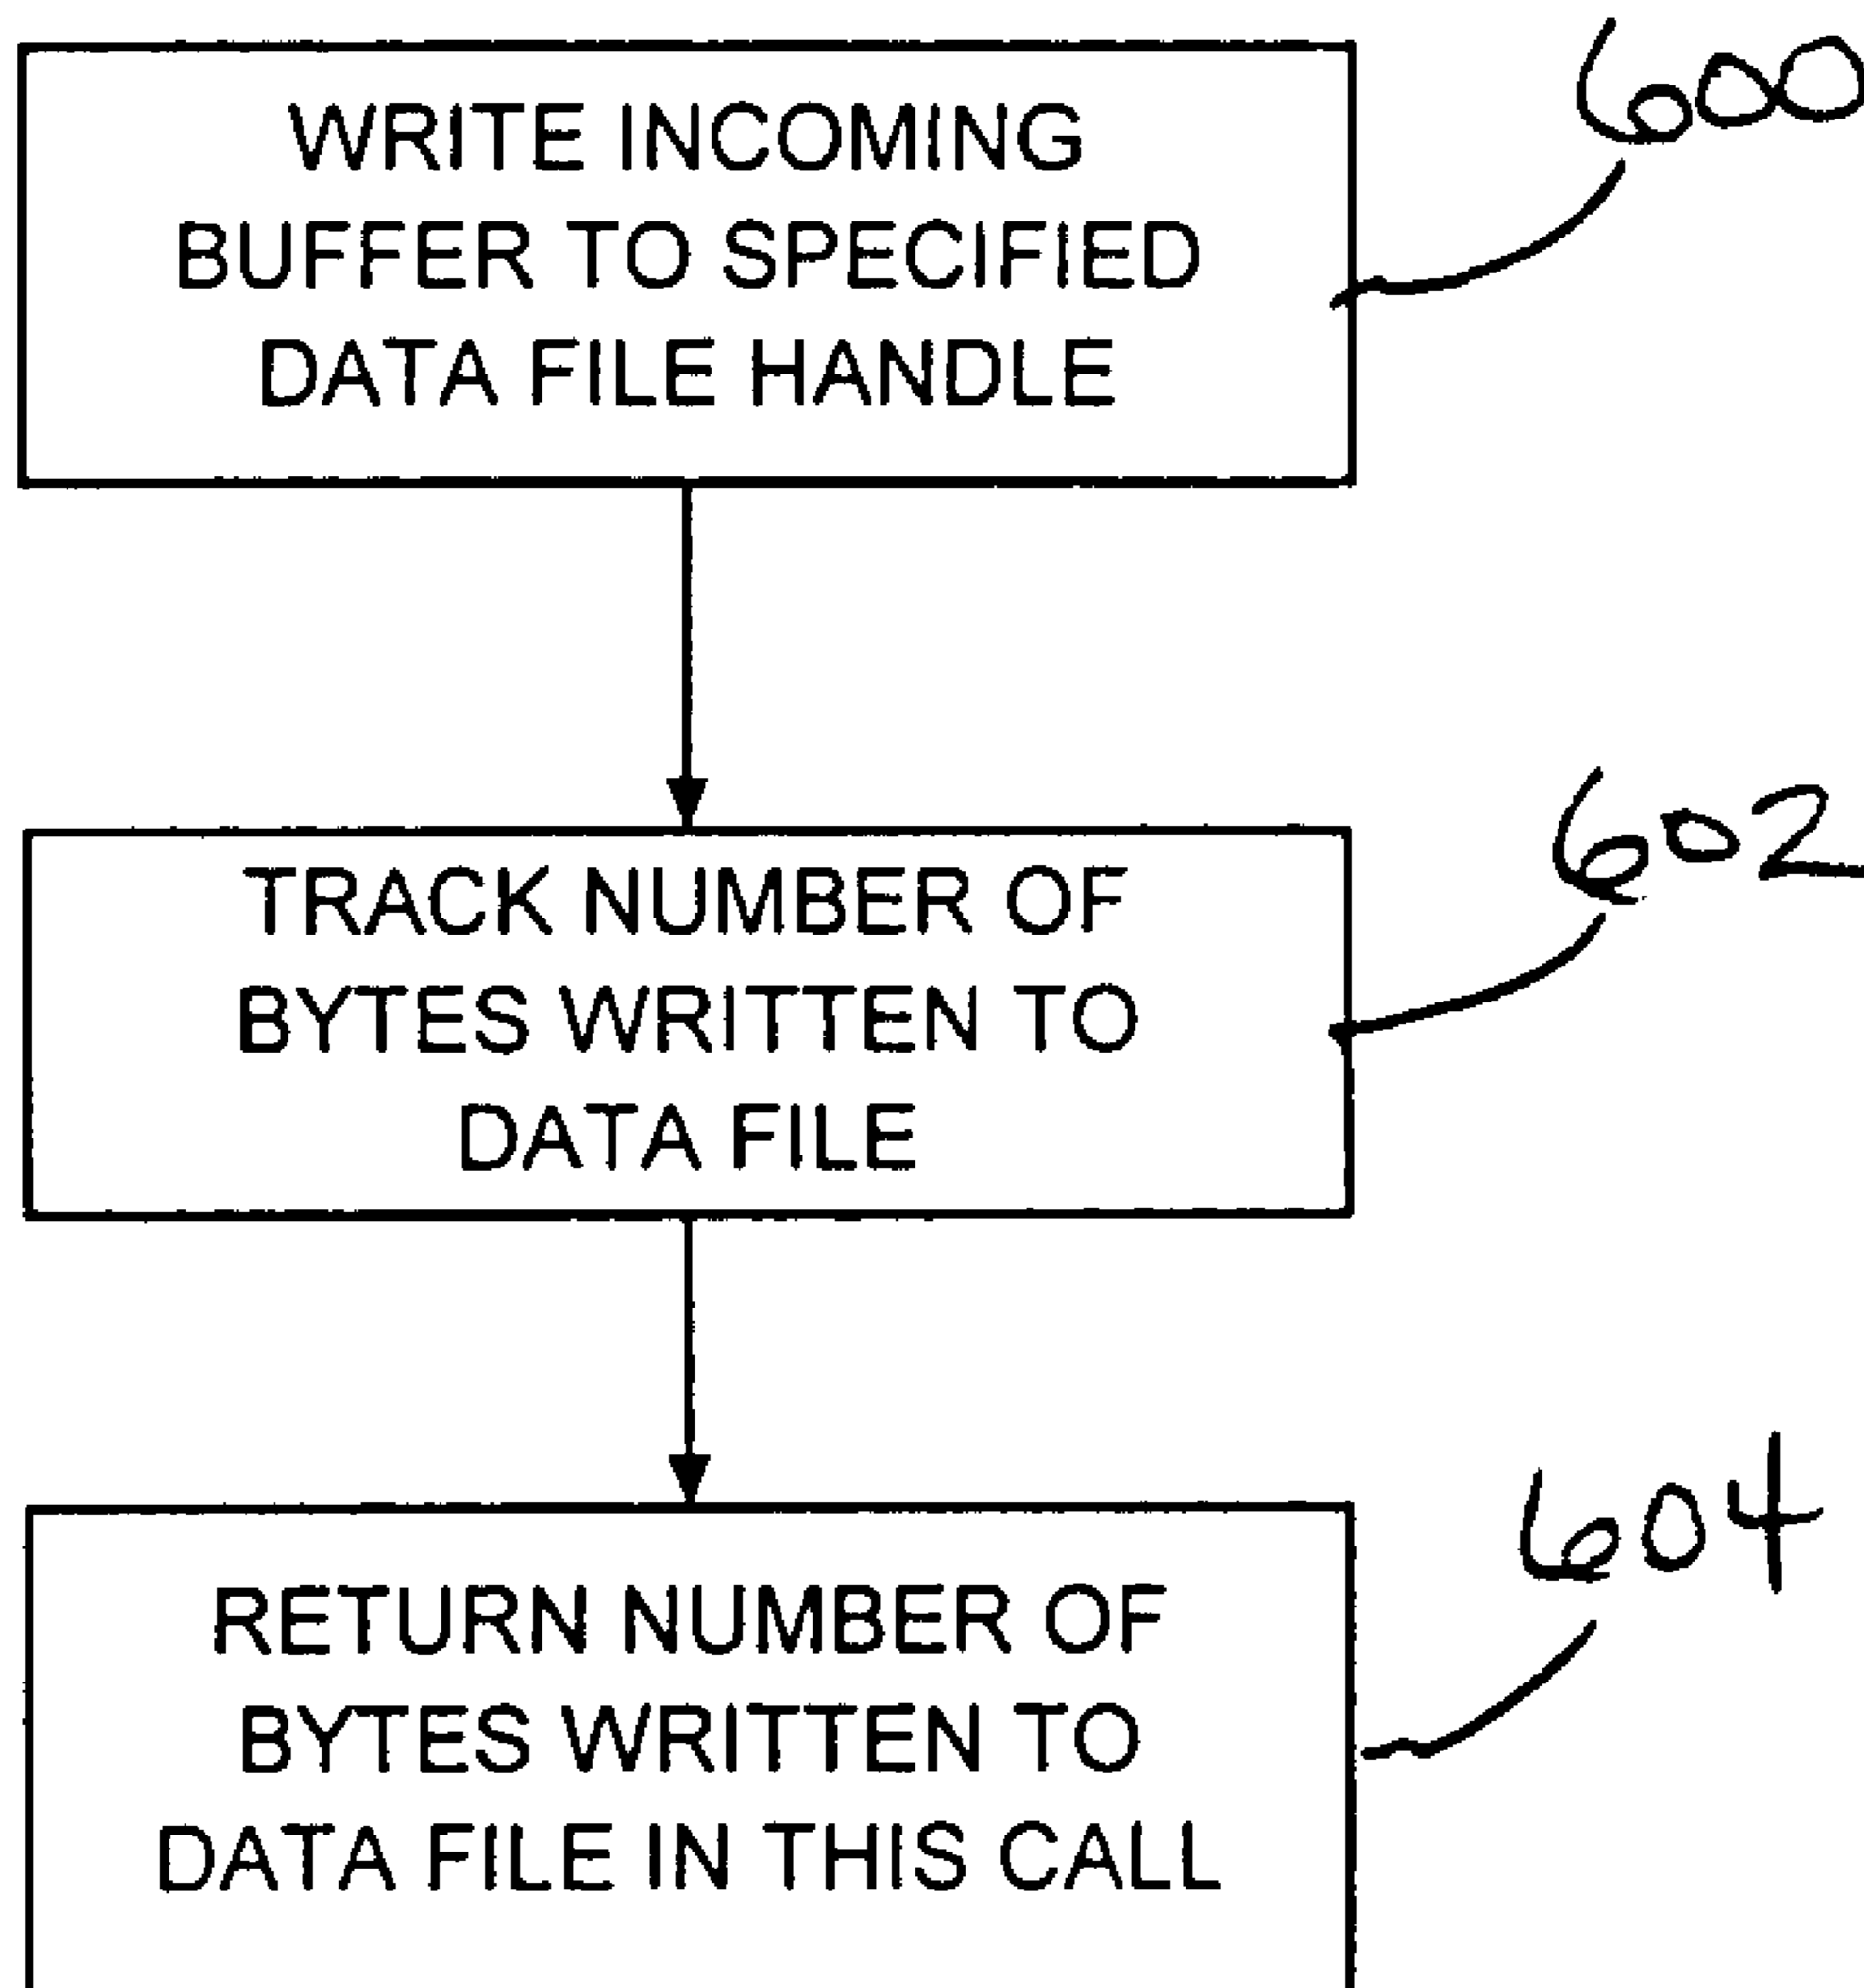 WRITE INCOMING
BUFFER TO SPECIFIED
DATA FILE HANDLE
600
TRACK NUMBER OF
BYTES WRITTEN TO
DATA FILE
602
RETURN NUMBER OF
BYTES WRITTEN TO
DATA FILE IN THIS CALL
604